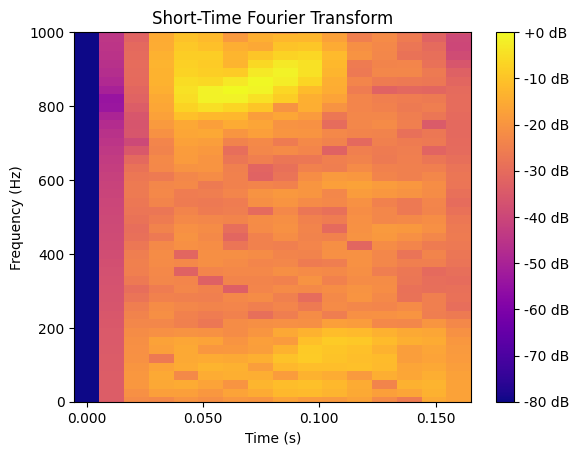 Short-Time Fourier Transform
1000
800
600
400
200
0
Frequency (Hz)
0.000
0.050
0.100
0.150
Time (s)
+0 dB
-10 dB
-20 dB
-30 dB
-40 dB
-50 dB
-60 dB
-70 dB
-80 dB